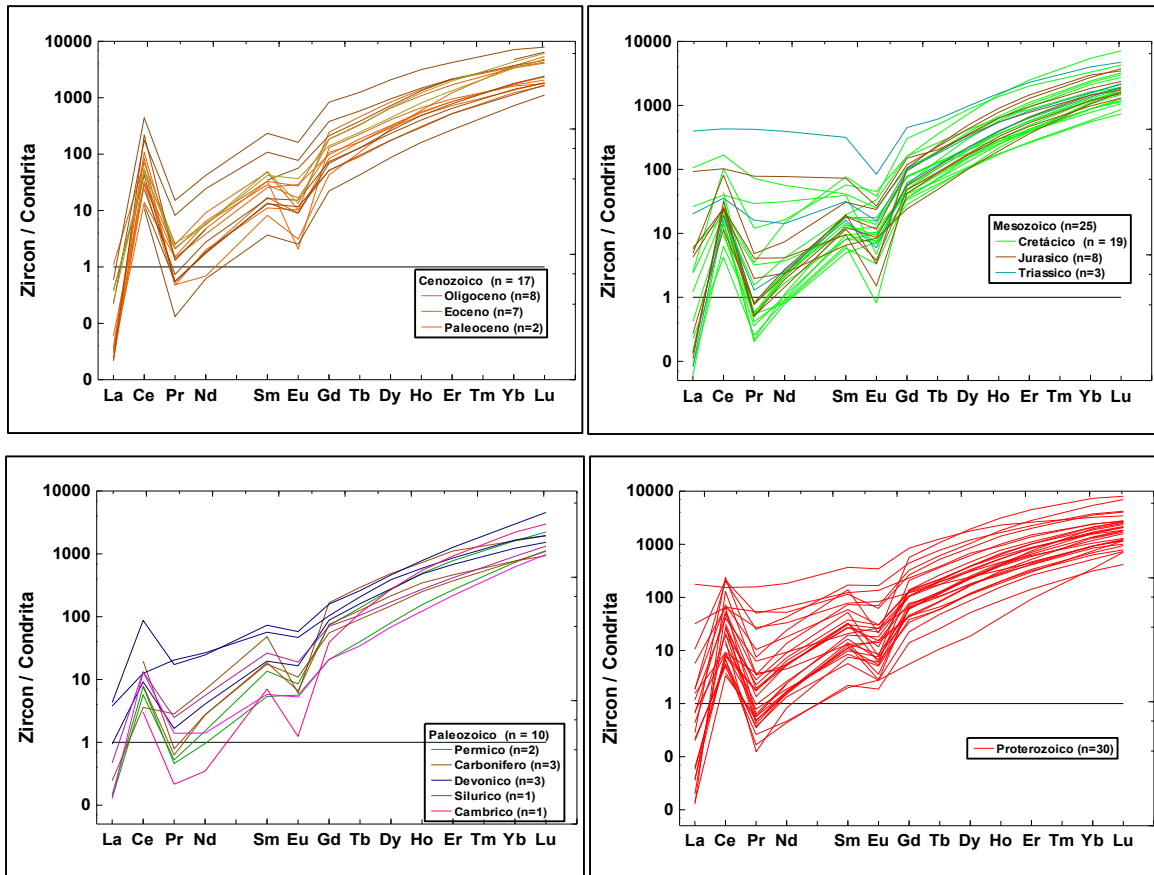 Zircon / Condrita
10000
1000
100
10
1
0
0
Cenozoico (n = 17)
Oligoceno (n=8)
Eoceno (n=7)
Paleoceno (n=2)
La Ce Pr Nd Sm Eu Gd Tb Dy Ho Er Tm Yb Lu
Zircon / Condrita
10000
1000
100
10
1
0
Mesozoico (n=25)
Cretácico (n = 19)
Jurasico (n=8)
Triassico (n=3)
La Ce Pr Nd Sm Eu Gd Tb Dy Ho Er Tm Yb Lu
Zircon / Condrita
10000
1000
100
10
1
0
Paleozoico (n = 10)
Permico (n=2)
Carbonifero (n=3)
Devonico (n=3)
Silurico (n=1)
Cambrico (n=1)
La Ce Pr Nd Sm Eu Gd Tb Dy Ho Er Tm Yb Lu
Zircon / Condrita
10000
1000
100
10
1
0
0
Proterozoico (n=30)
La Ce Pr Nd Sm Eu Gd Tb Dy Ho Er Tm Yb Lu